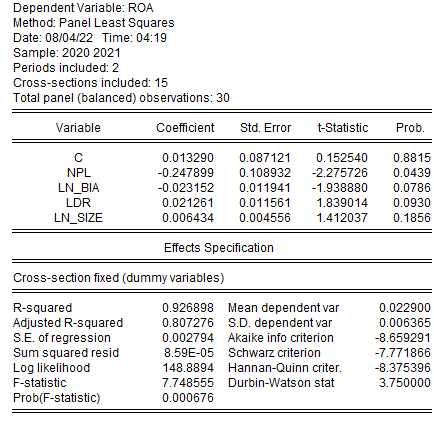 Dependent Variable: ROA
Method: Panel Least Squares
Date: 08/04/22 Time: 04:19
Sample: 2020 2021
Periods included: 2
Cross-sections included: 15
Total panel (balanced) observations: 30
Variable Coefficient Std. Error t-Statistic Prob.
C 0.013290 0.087121 0.152540 0.8815
NPL -0.247899 0.108932 -2.275726 0.0439
LN_BIA -0.023152 0.011941 -1.938880 0.0786
LDR 0.021261 0.011561 1.839014 0.0930
LN_SIZE 0.006434 0.004556 1.412037 0.1856
Effects Specification
Cross-section fixed (dummy variables)
R-squared 0.926898 Mean dependent var 0.022900
Adjusted R-squared 0.807276 S.D. dependent var 0.006365
S.E. of regression 0.002794 Akaike info criterion -8.659291
Sum squared resid 8.59E-05 Schwarz criterion -7.771866
Log likelihood 148.8894 Hannan-Quinn criter. -8.375396
F-statistic 7.748555 Durbin-Watson stat 3.750000
Prob(F-statistic) 0.000676